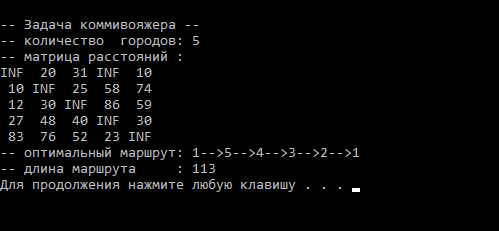 -- Задача коммивояжера --
-- количество  городов: 5
-- матрица расстояний :
INF  20  31 INF  10
 10 INF  25  58  74
 12  30 INF  86  59
 27  48  40 INF  30
 83  76  52  23 INF
-- оптимальный маршрут: 1-->5-->4-->3-->2-->1
-- длина маршрута     : 113
Для продолжения нажмите любую клавишу . . .